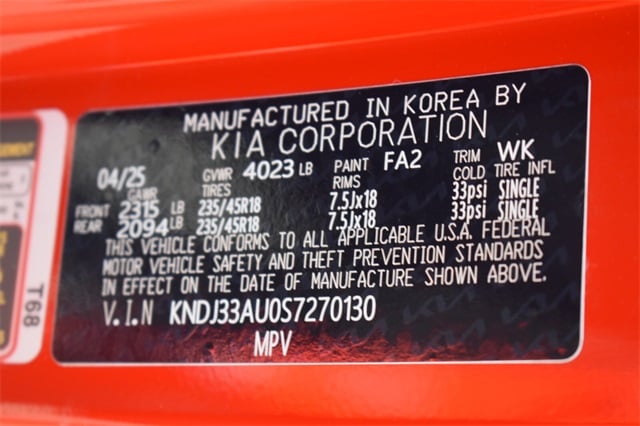 MANUFACTURED IN KOREA BY
KIA CORPORATION
04/25 GVWR 4023 LB PAINT FA2 TRIM WK
GAWR TIRES RIMS COLD TIRE INFL
FRONT 2315 LB 235/45R18 7.5Jx18 33psi SINGLE
REAR 2094 LB 235/45R18 7.5Jx18 33psi SINGLE
THIS VEHICLE CONFORMS TO ALL APPLICABLE U.S.A. FEDERAL
MOTOR VEHICLE SAFETY AND THEFT PREVENTION STANDARDS
IN EFFECT ON THE DATE OF MANUFACTURE SHOWN ABOVE.
V.I.N KNDJ33AU0S7270130
MPV
T68